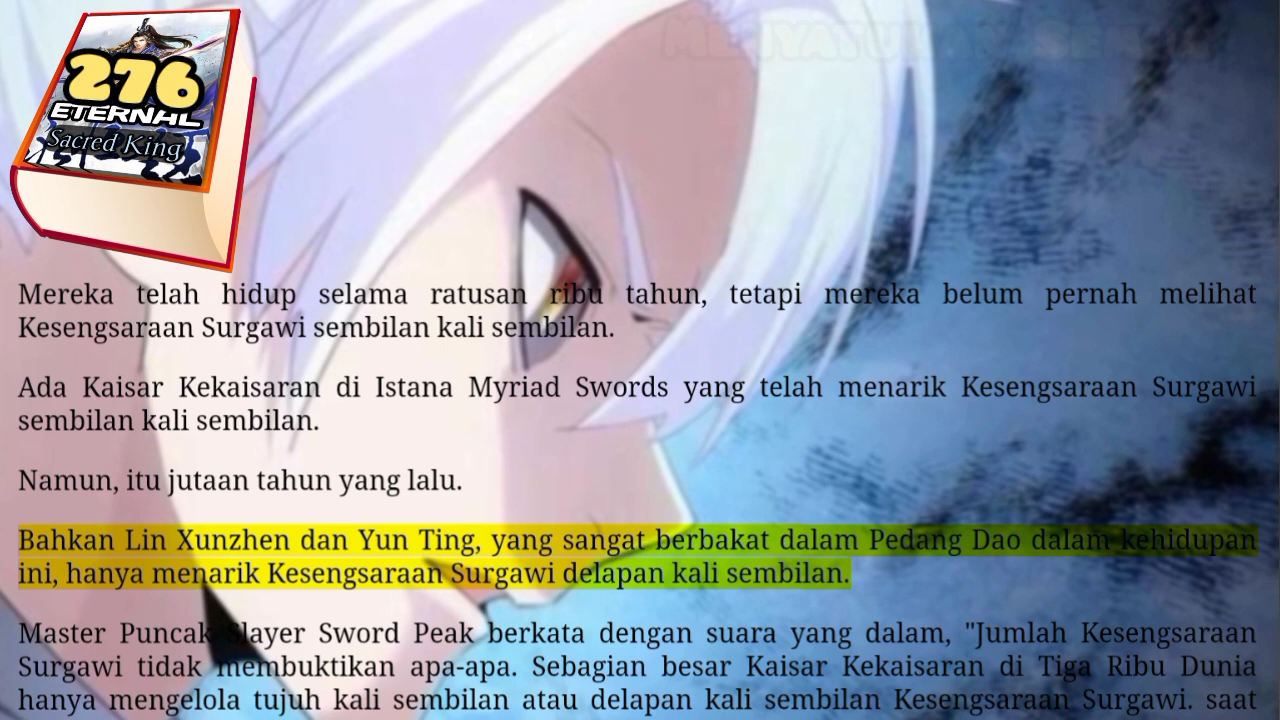 276
ETERNAL
Sacred King
Mereka telah hidup selama ratusan ribu tahun, tetapi mereka belum pernah melihat
Kesengsaraan Surgawi sembilan kali sembilan.
Ada Kaisar Kekaisaran di Istana Myriad Swords yang telah menarik Kesengsaraan Surgawi
sembilan kali sembilan.
Namun, itu jutaan tahun yang lalu.
Bahkan Lin Xunzhen dan Yun Ting, yang sangat berbakat dalam Pedang Dao dalam kehidupan
ini, hanya menarik Kesengsaraan Surgawi delapan kali sembilan.
Master Puncak Slayer Sword Peak berkata dengan suara yang dalam, "Jumlah Kesengsaraan
Surgawi tidak membuktikan apa-apa. Sebagian besar Kaisar Kekaisaran di Tiga Ribu Dunia
hanya mengelola tujuh kali sembilan atau delapan kali sembilan Kesengsaraan Surgawi. saat